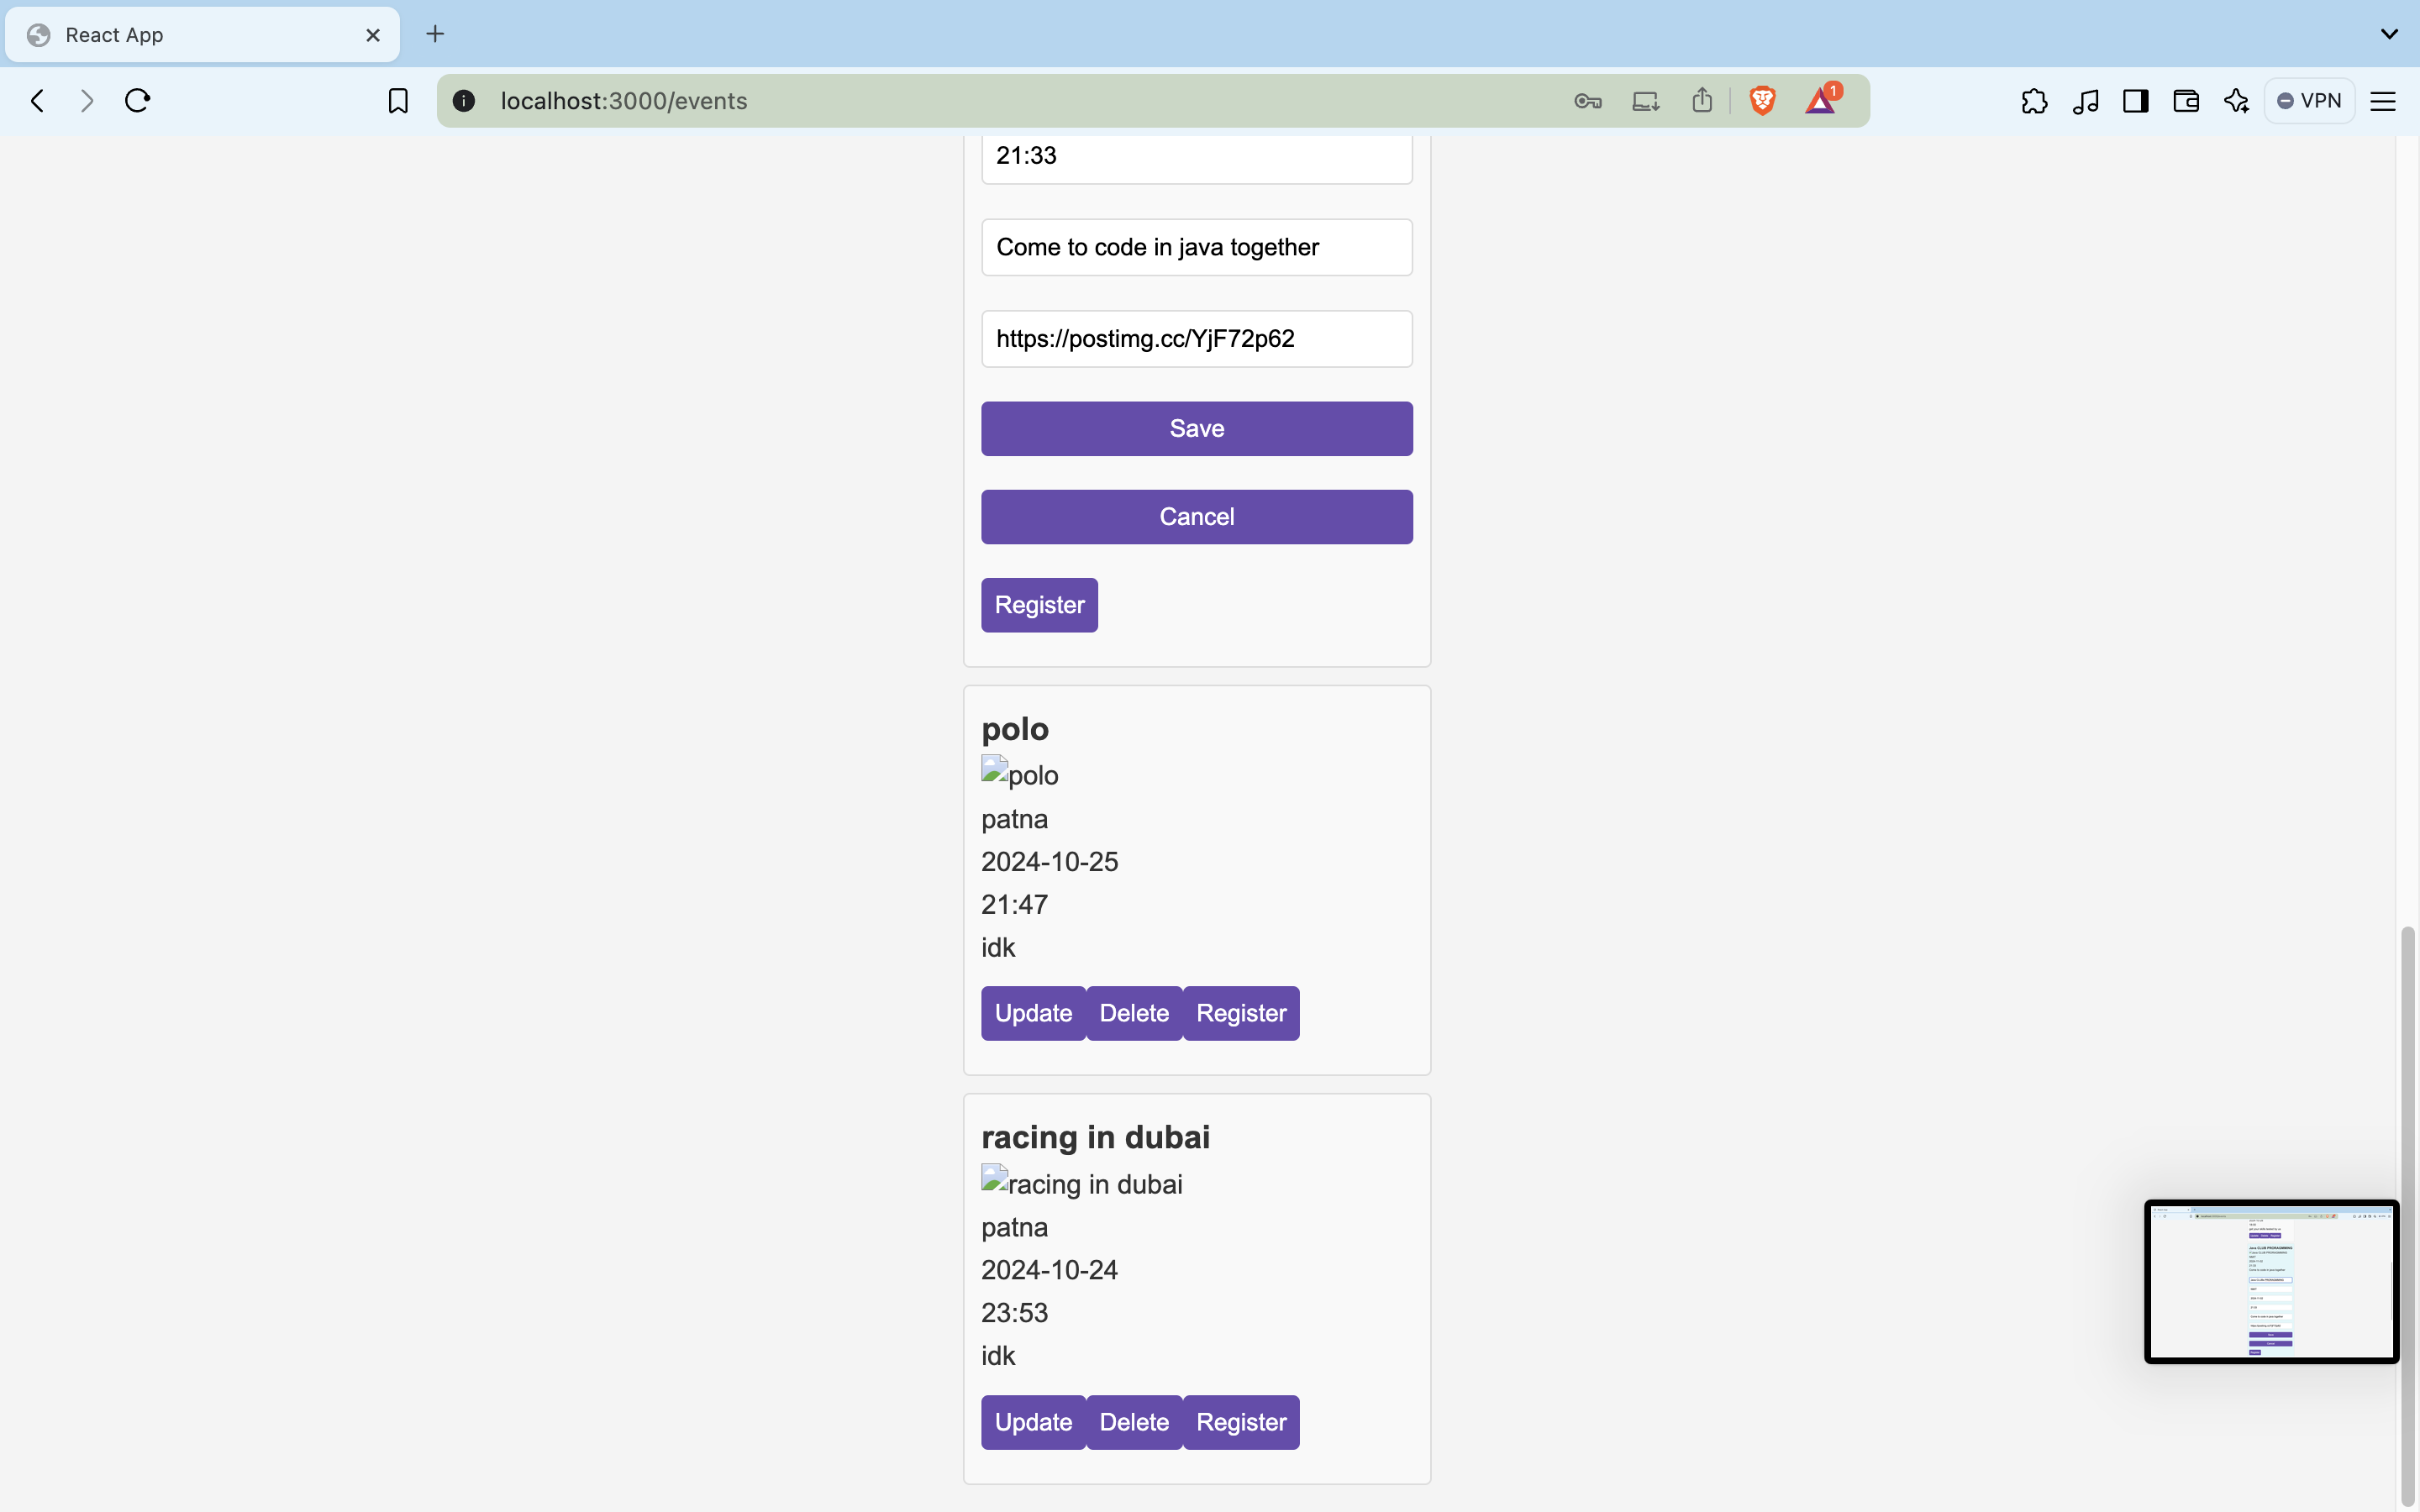 React App
localhost:3000/events
1
VPN
21:33
Come to code in java together
https://postimg.cc/YjF72p62
Save
Cancel
Register
polo
polo
patna
2024-10-25
21:47
idk
Update Delete Register
racing in dubai
racing in dubai
patna
2024-10-24
23:53
idk
Update Delete Register